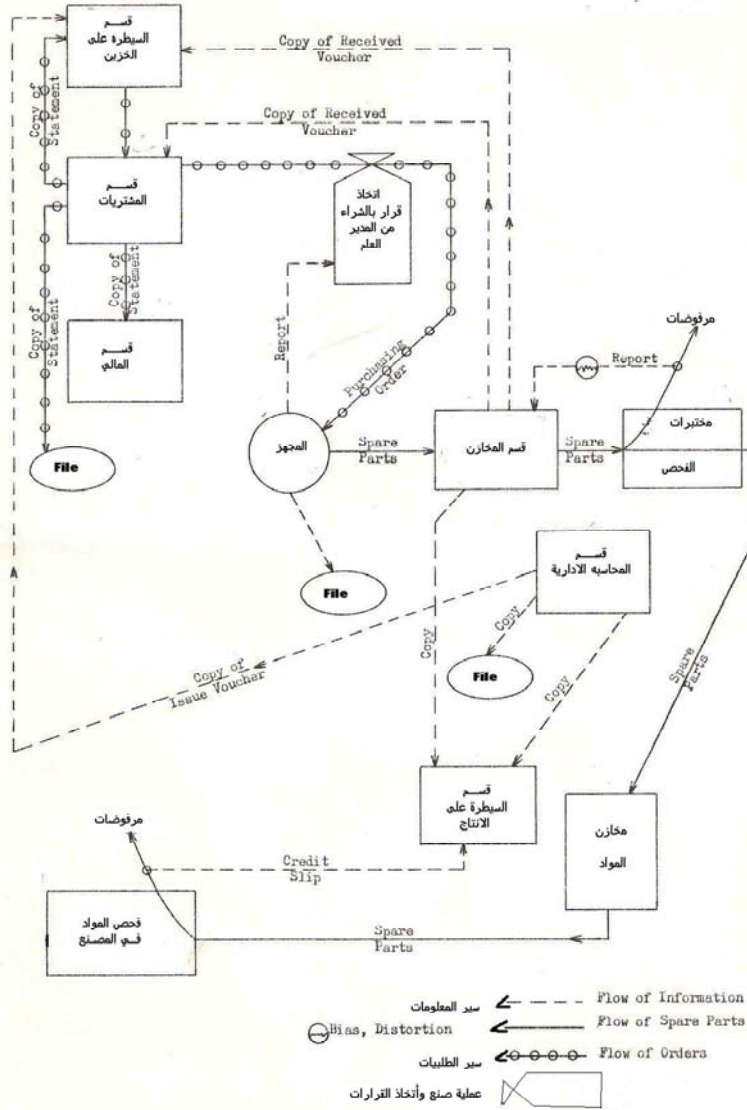 قسم
السيطرة على
الخزين
Copy of Received
Voucher
Copy of
Statement
Copy of Received
Voucher
قسم
المشتريات
اتخاذ
قرار بالشراء
من المدير
العلم
Copy of
Statement
Copy of
Statement
Report
Purchasing
Order
مرفوضات
Report
قسم
المالي
المجهز
Spare
Parts
قسم المخازن
Spare
Parts
مختبرات
الفحص
File
File
قسم
المحاسبه الادارية
Copy
Copy
File
Copy
Copy of
Issue Voucher
Spare
Parts
قسم
السيطرة على
الانتاج
مخازن
المواد
مرفوضات
Credit
Slip
فحص المواد
في المصنع
Spare
Parts
سير المعلومات
Flow of Information
Bias, Distortion
Flow of Spare Parts
سير الطلبيات
Flow of Orders
عملية صنع وأتخاذ القرارات